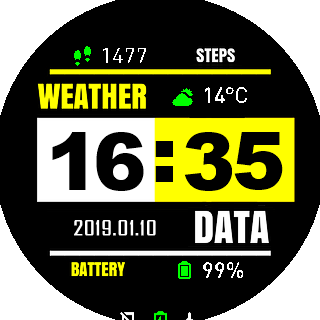 1477 STEPS
WEATHER 14°C
16:35
2019.01.10 DATA
BATTERY 99%